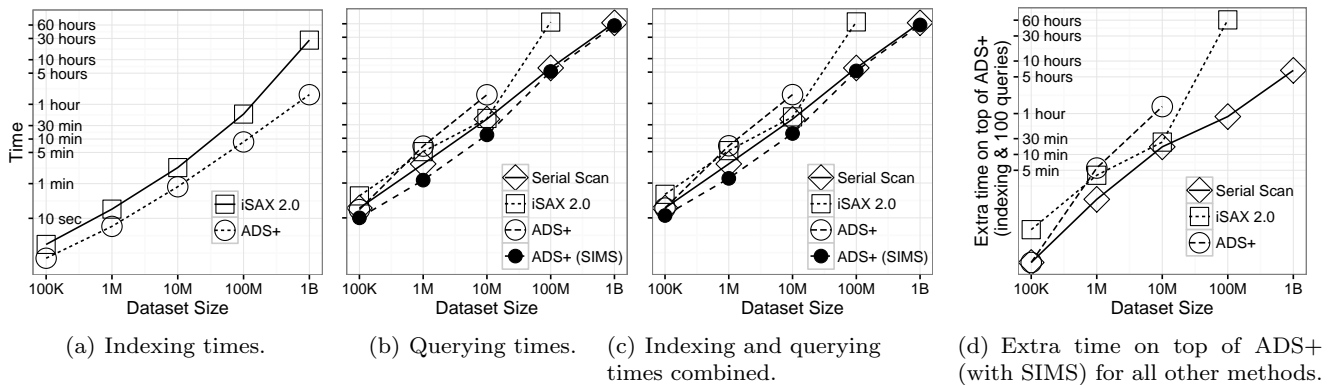 Time
60 hours
30 hours
10 hours
5 hours
1 hour
30 min
10 min
5 min
1 min
10 sec
iSAX 2.0
ADS+
100K 1M 10M 100M 1B
Dataset Size
(a) Indexing times.
Serial Scan
iSAX 2.0
ADS+
ADS+ (SIMS)
100K 1M 10M 100M 1B
Dataset Size
(b) Querying times.
Serial Scan
iSAX 2.0
ADS+
ADS+ (SIMS)
100K 1M 10M 100M 1B
Dataset Size
(c) Indexing and querying
times combined.
Extra time on top of ADS+
(indexing & 100 queries)
60 hours
30 hours
10 hours
5 hours
1 hour
30 min
10 min
5 min
Serial Scan
iSAX 2.0
ADS+
100K 1M 10M 100M 1B
Dataset Size
(d) Extra time on top of ADS+
(with SIMS) for all other methods.